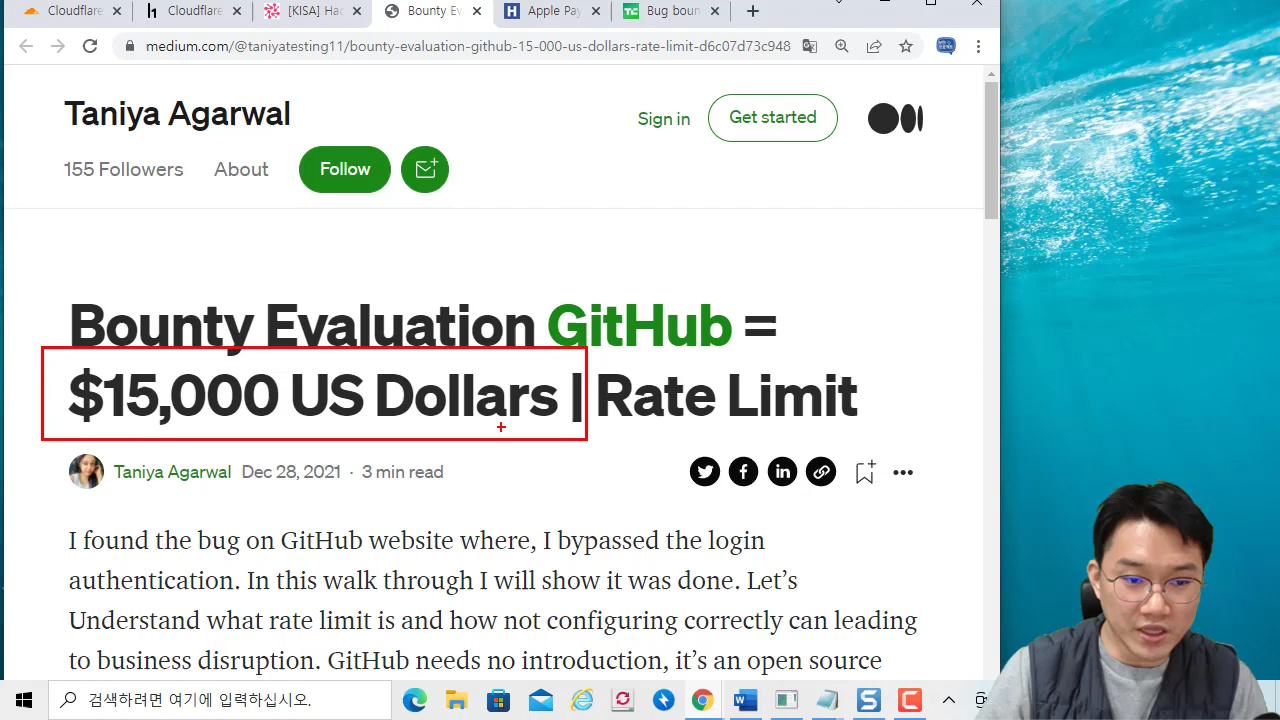 Cloudflare
Cloudflare
[KISA] Hac
Bounty Ev
Apple Pay
Bug boun
medium.com/@taniyatesting11/bounty-evaluation-github-15-000-us-dollars-rate-limit-d6c07d73c948
Taniya Agarwal
Sign in
Get started
155 Followers
About
Follow
Bounty Evaluation GitHub =
$15,000 US Dollars | Rate Limit
Taniya Agarwal Dec 28, 2021 · 3 min read
I found the bug on GitHub website where, I bypassed the login
authentication. In this walk through I will show it was done. Let’s
Understand what rate limit is and how not configuring correctly can leading
to business disruption. GitHub needs no introduction, it’s an open source
검색하려면 여기에 입력하십시오.